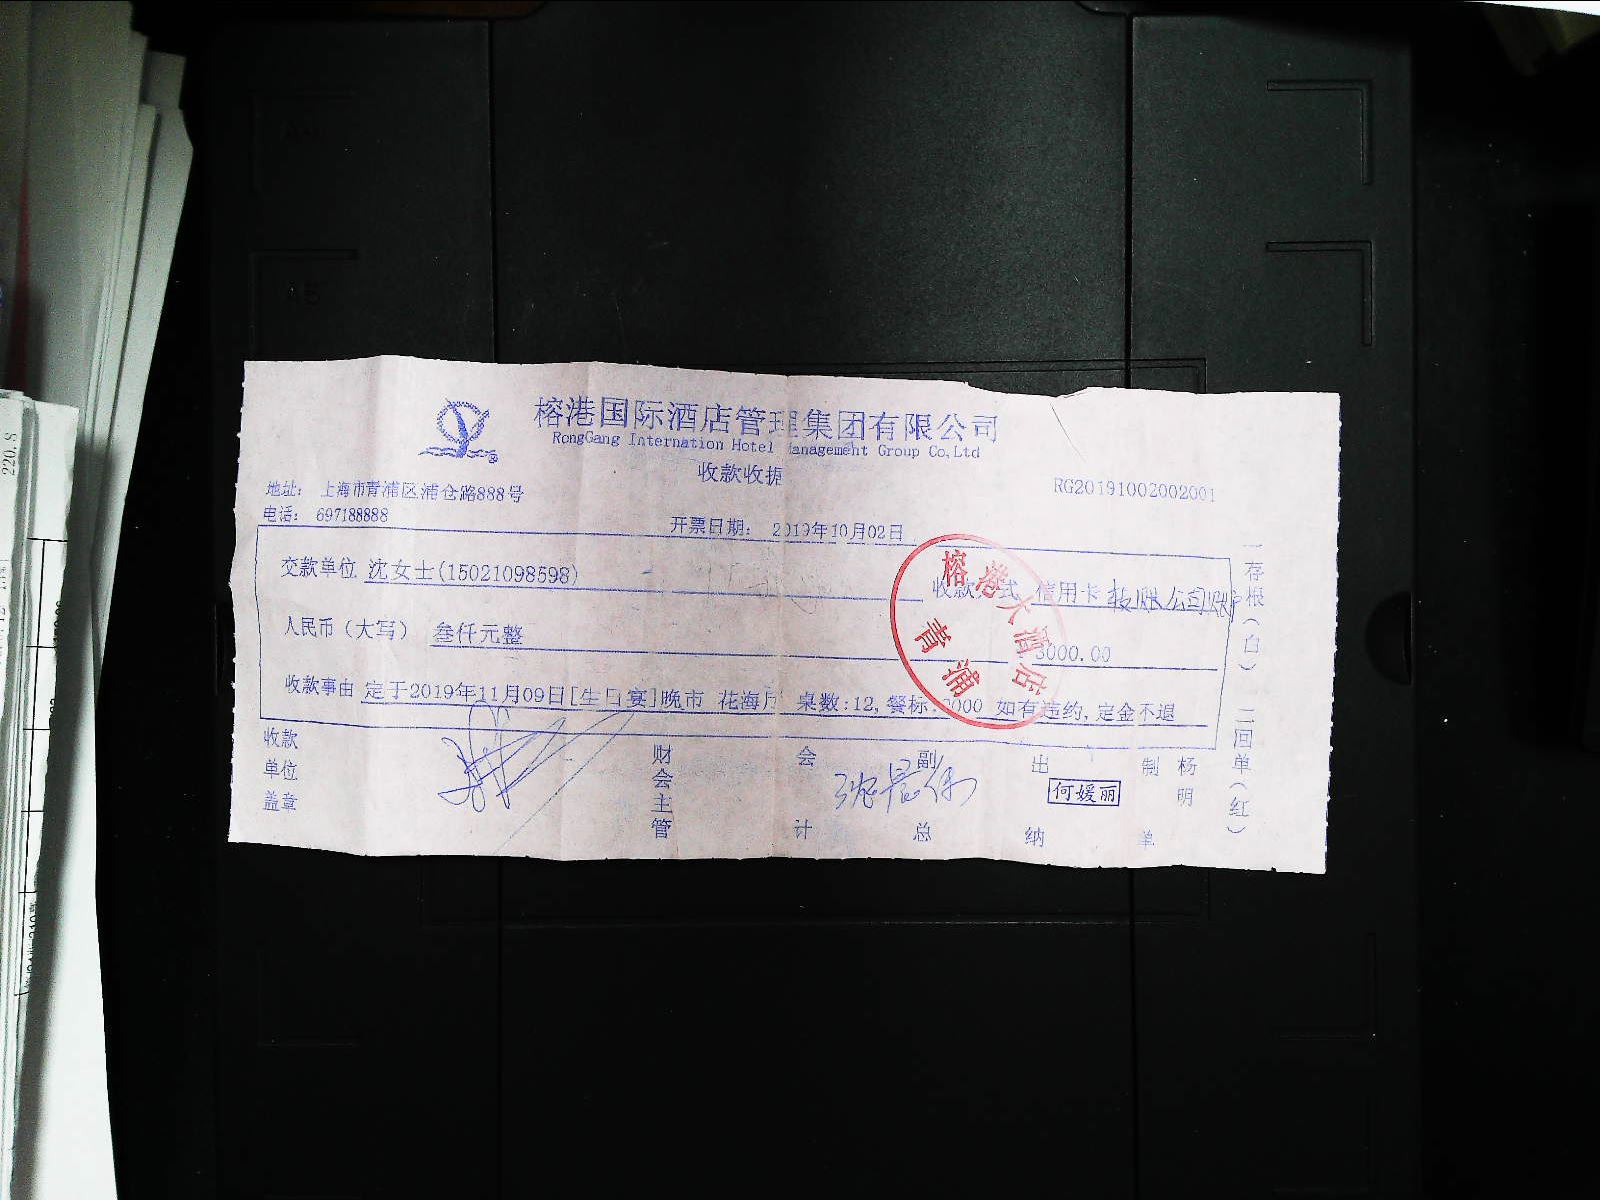 榕港国际酒店管理集团有限公司
RongGang Internation Hotel Management Group Co,Ltd
收款收据
地址: 上海市青浦区浦仓路888号
RG20191002002001
电话: 697188888
开票日期: 2019年10月02日
交款单位 沈女士(15021098598)
收款方式 信用卡
人民币(大写) 叁仟元整
3000.00
收款事由 定于2019年11月09日[生日宴]晚市 花海厅 桌数:12,餐标: 如有违约,定金不退
榕港大酒店
青浦
收款单位盖章
财会主管
会计
副总
出纳
何媛丽
制单
杨明
一存根(白)
二回单(红)
A5
220.S